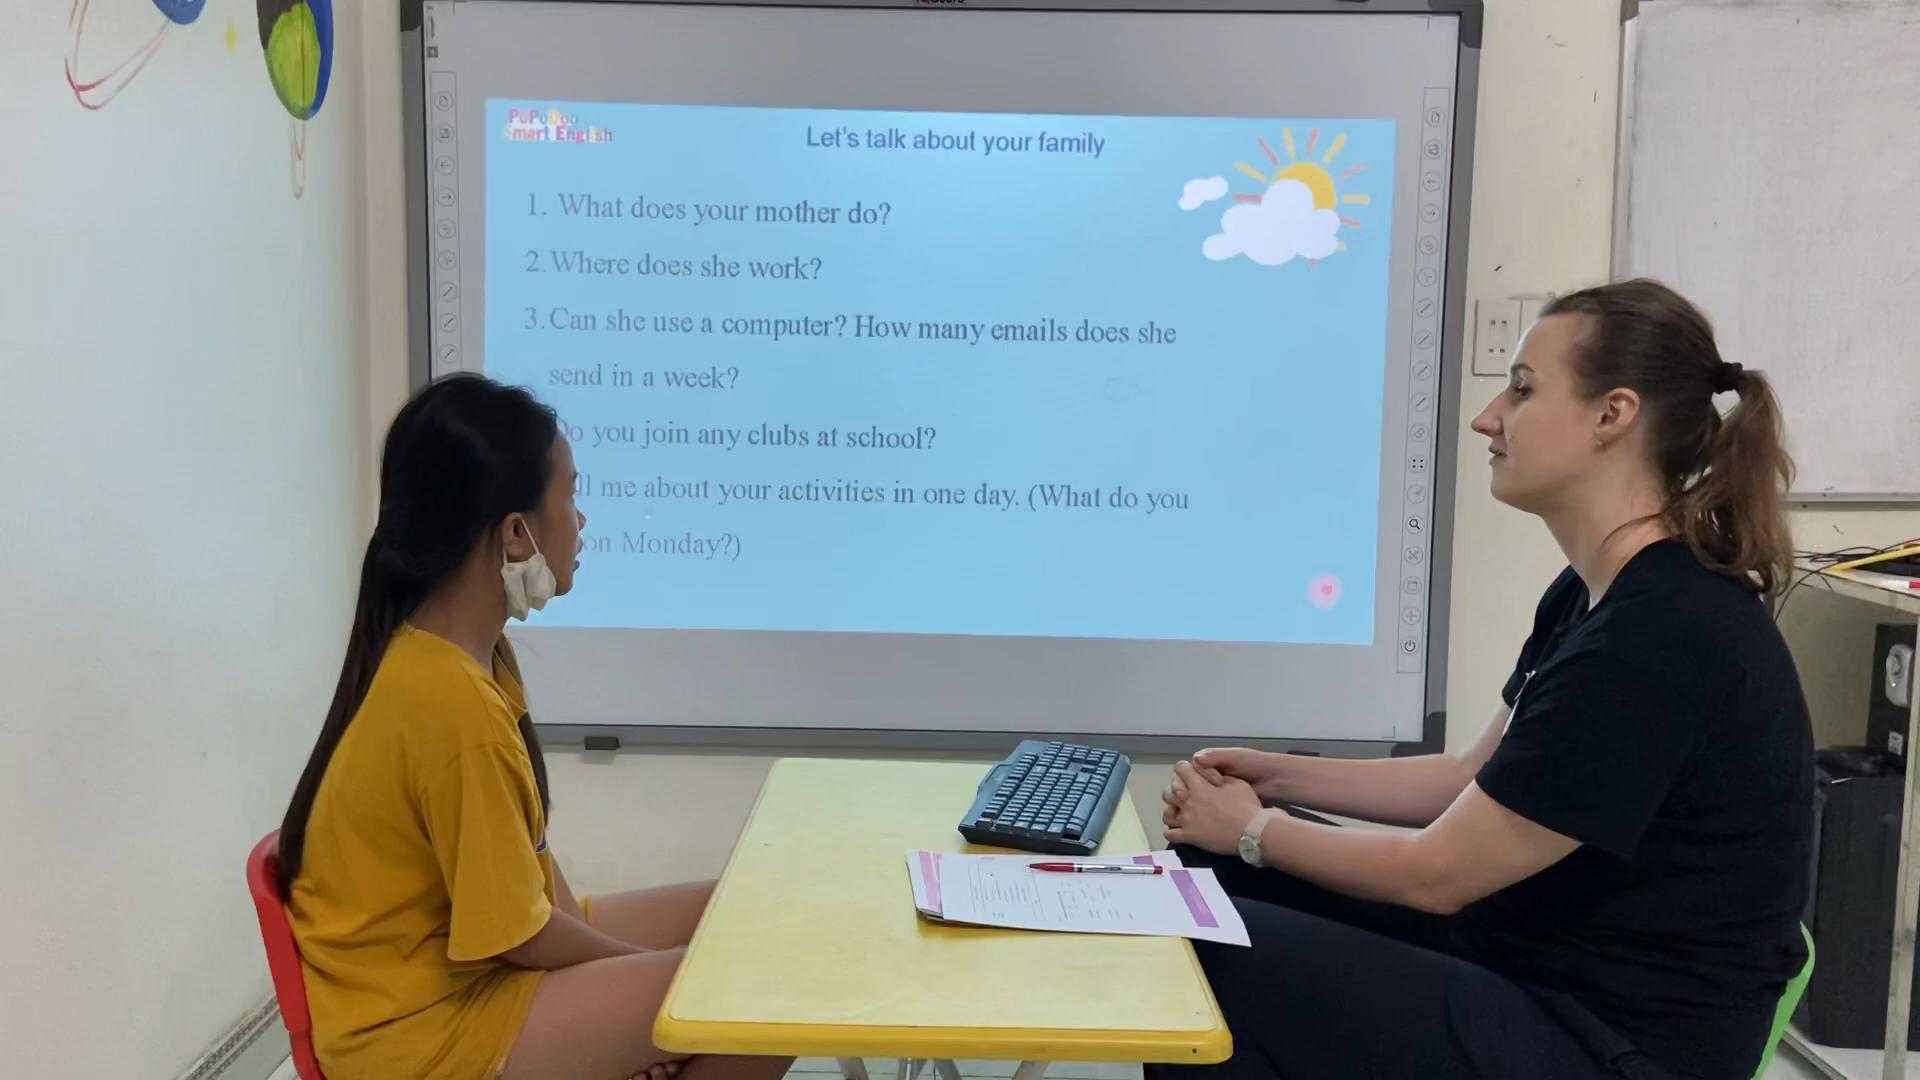 PoPoDoo
Smart English
Let's talk about your family
1. What does your mother do?
2. Where does she work?
3. Can she use a computer? How many emails does she
send in a week?
you join any clubs at school?
me about your activities in one day. (What do you
on Monday?)